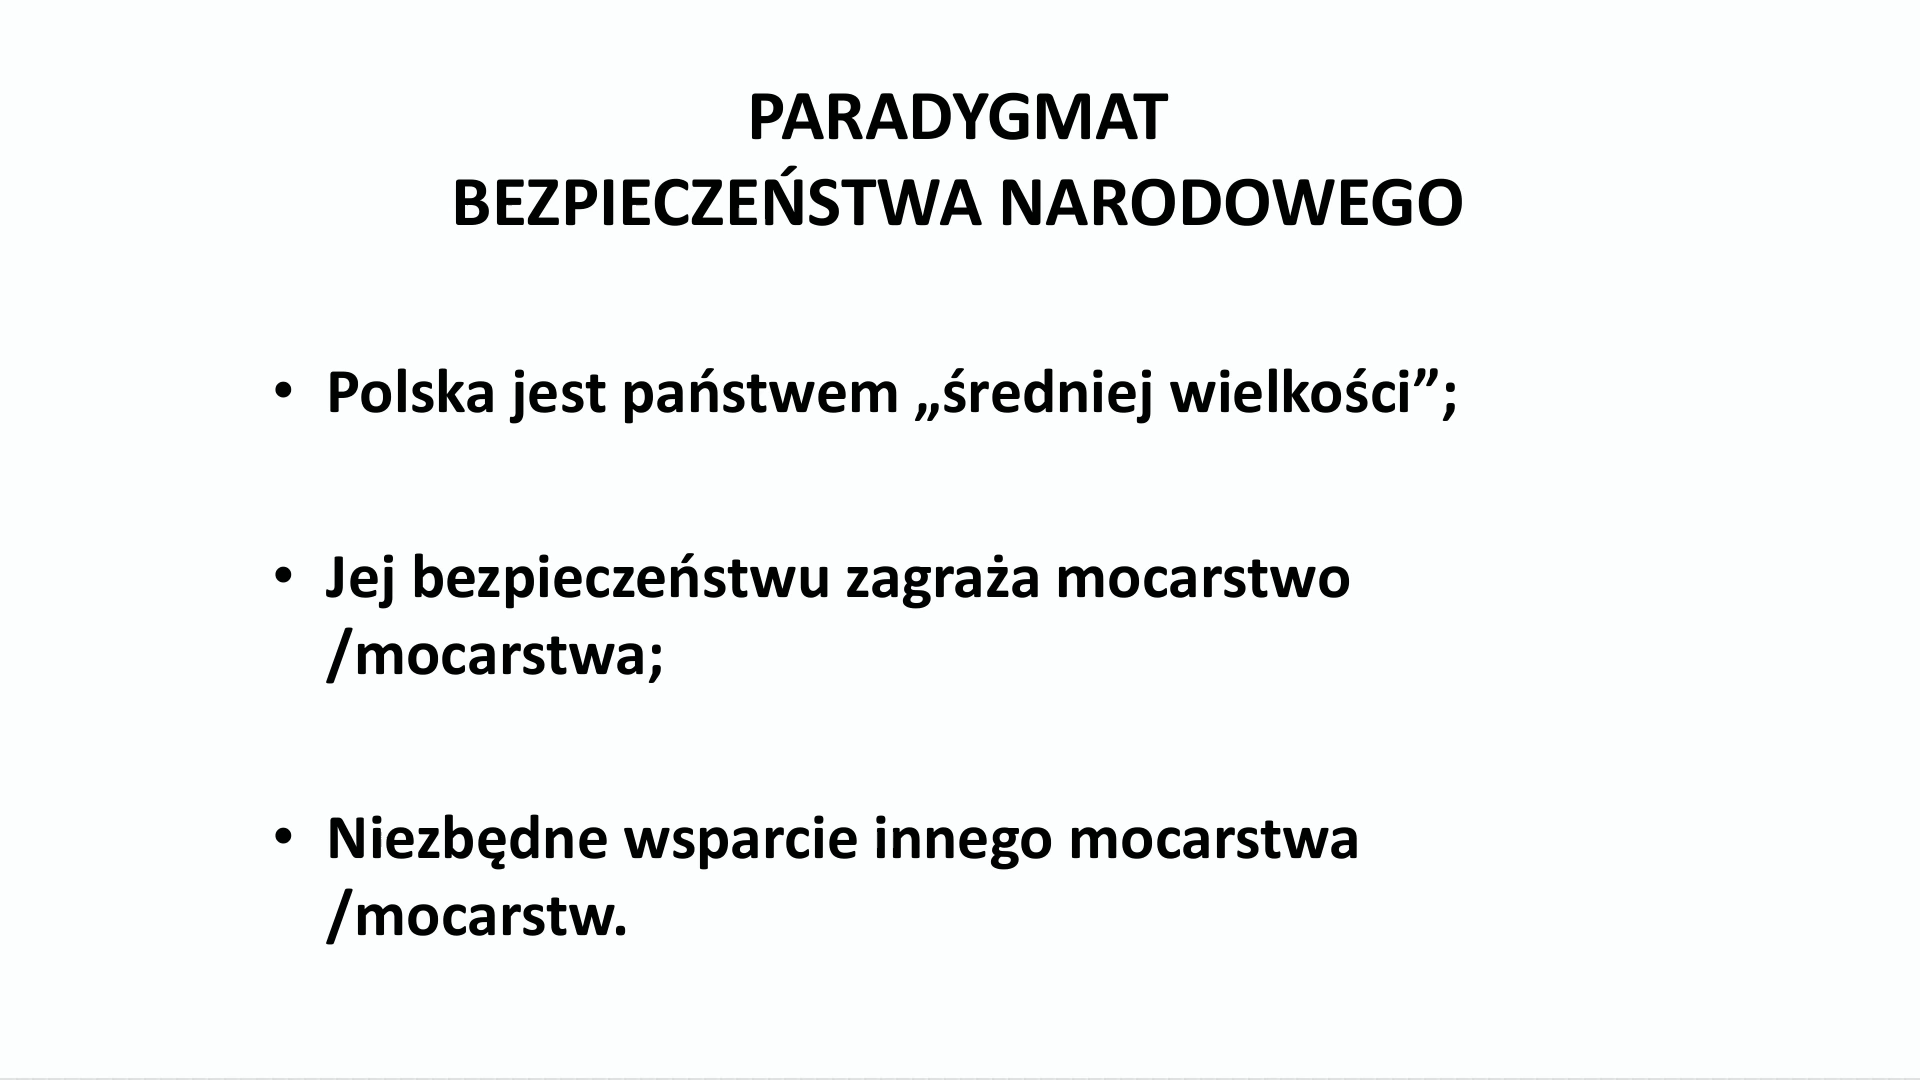 PARADYGMAT
BEZPIECZEŃSTWA NARODOWEGO
• Polska jest państwem „średniej wielkości”;
• Jej bezpieczeństwu zagraża mocarstwo
/mocarstwa;
• Niezbędne wsparcie innego mocarstwa
/mocarstw.